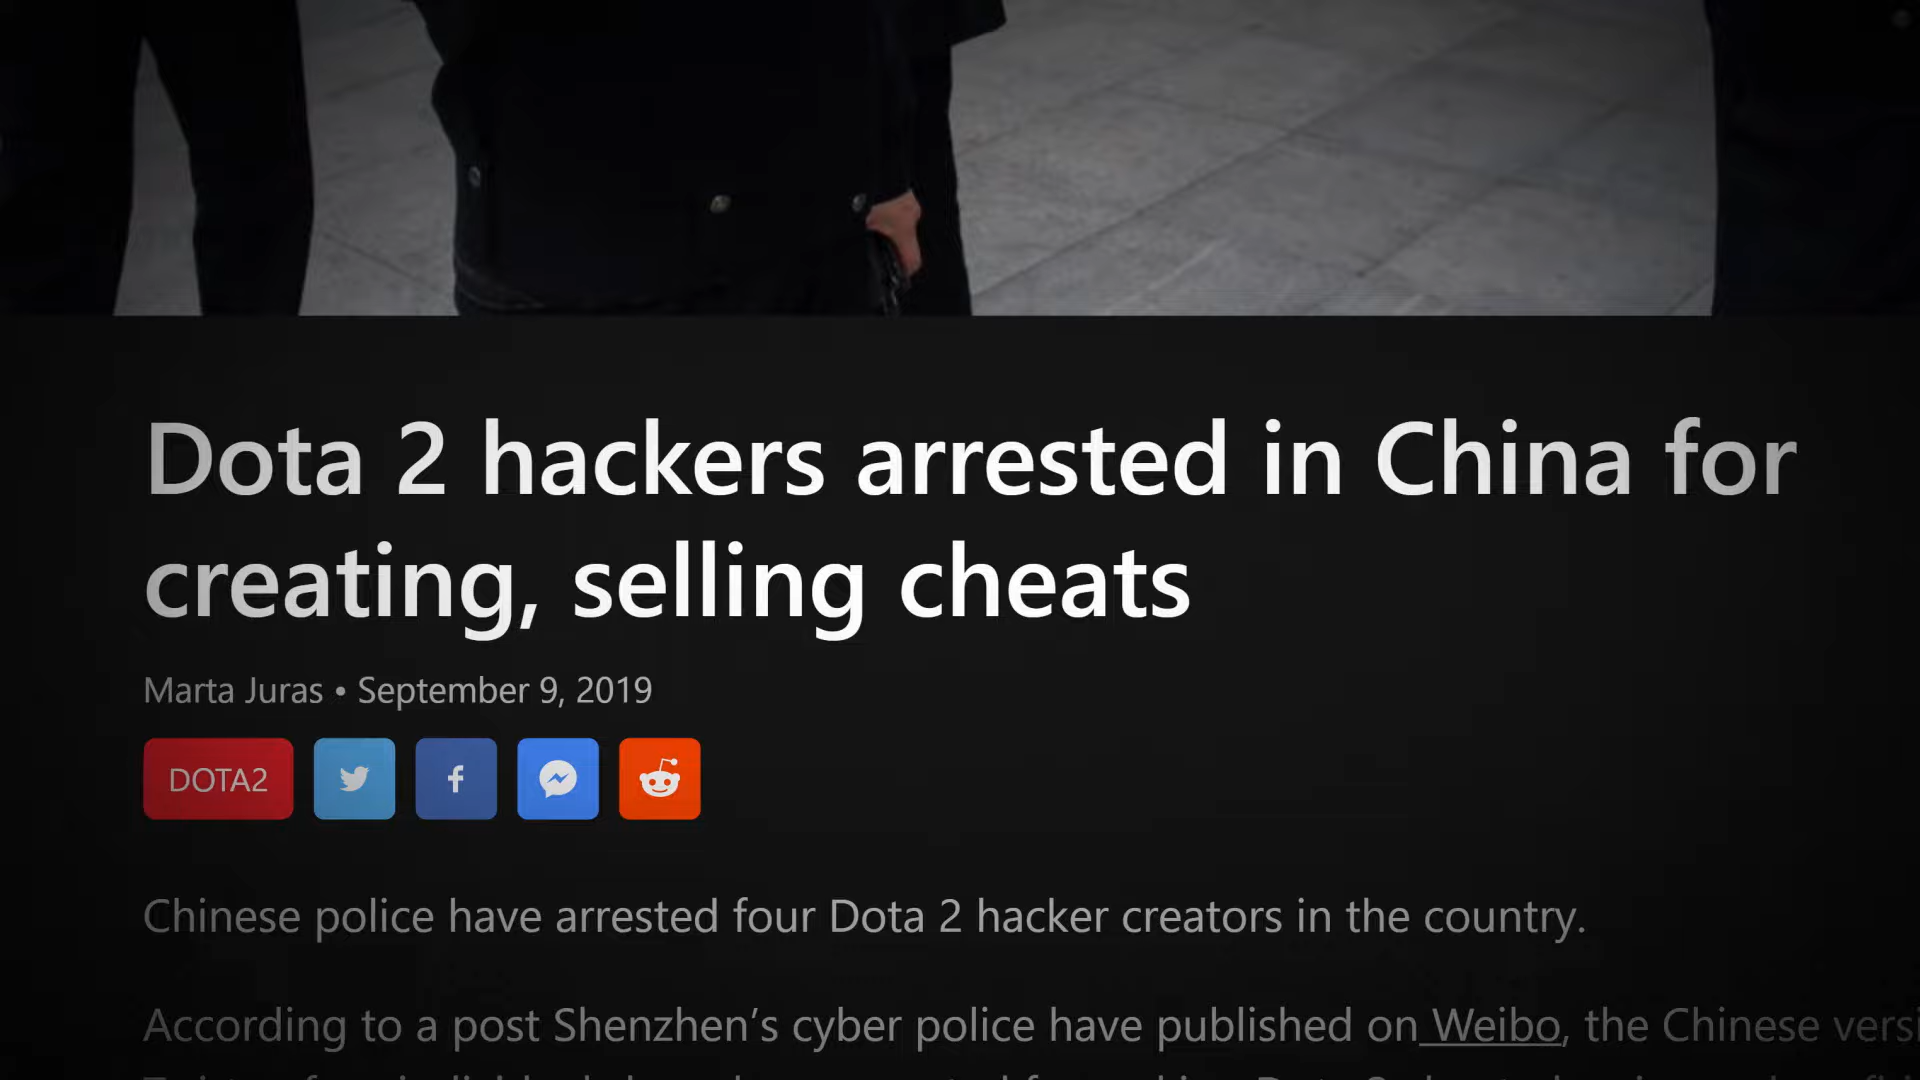 Dota 2 hackers arrested in China for
creating, selling cheats
Marta Juras • September 9, 2019
DOTA2
Chinese police have arrested four Dota 2 hacker creators in the country.
According to a post Shenzhen’s cyber police have published on Weibo, the Chinese